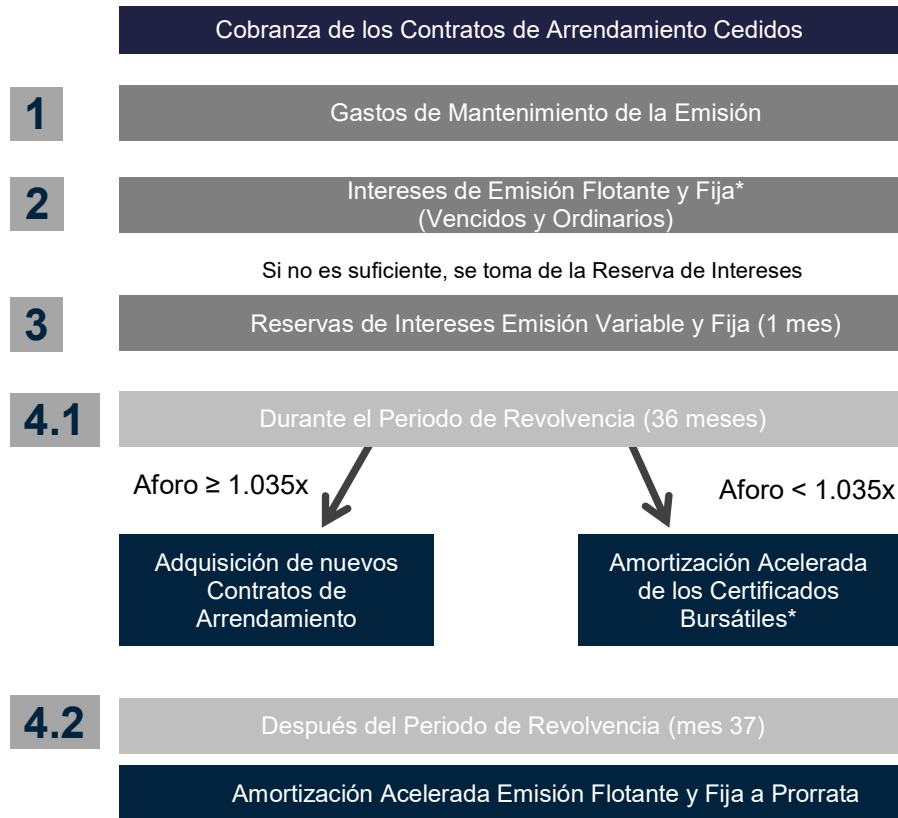 Cobranza de los Contratos de Arrendamiento Cedidos
1
Gastos de Mantenimiento de la Emisión
2
Intereses de Emisión Flotante y Fija*
(Vencidos y Ordinarios)
Si no es suficiente, se toma de la Reserva de Intereses
3
Reservas de Intereses Emisión Variable y Fija (1 mes)
4.1
Durante el Periodo de Revolvencia (36 meses)
Aforo ≥ 1.035x
Aforo < 1.035x
Adquisición de nuevos
Contratos de
Arrendamiento
Amortización Acelerada
de los Certificados
Bursátiles*
4.2
Después del Periodo de Revolvencia (mes 37)
Amortización Acelerada Emisión Flotante y Fija a Prorrata